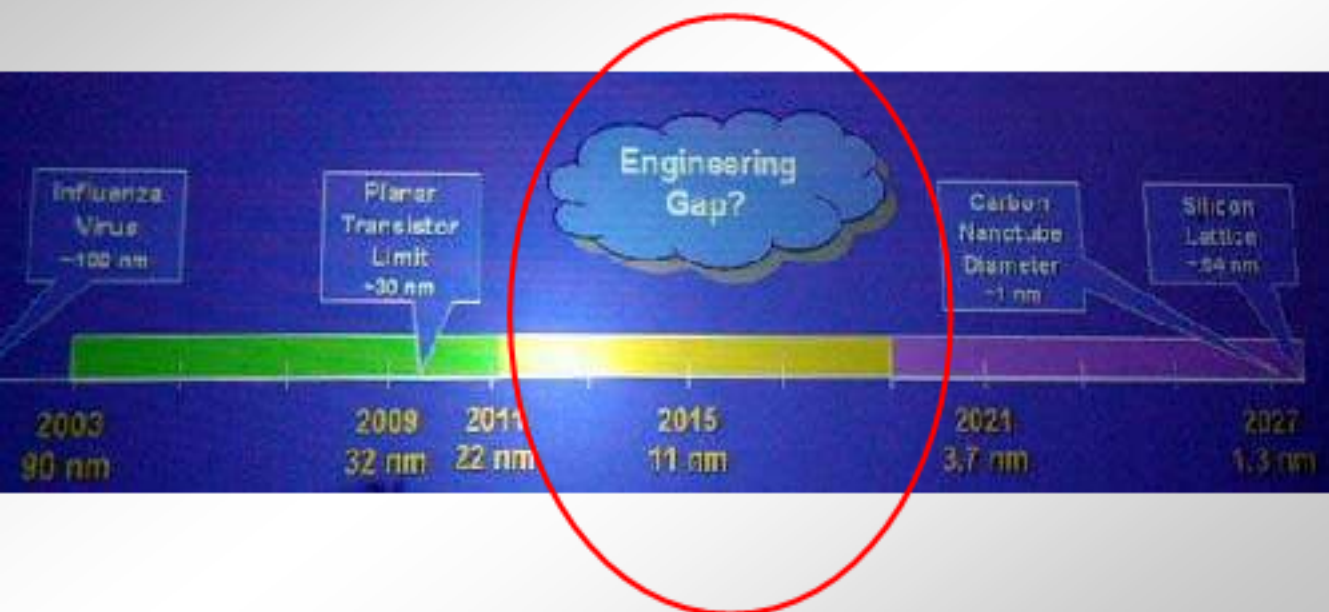 Influenza
Virus
~100 nm
Planar
Transistor
Limit
~30 nm
Engineering
Gap?
Carbon
Nanotube
Diameter
~1 nm
Silicon
Lattice
~.54 nm
2003
90 nm
2009
32 nm
2011
22 nm
2015
11 nm
2021
3.7 nm
2027
1.3 nm